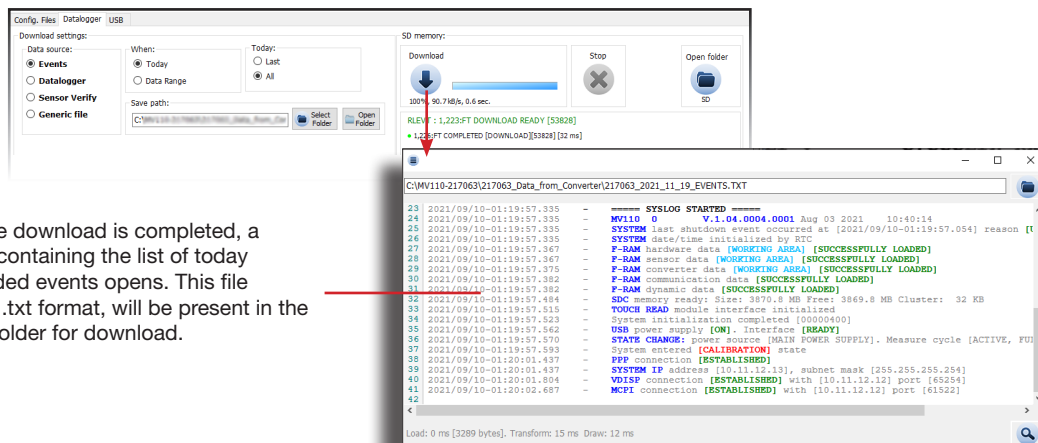 Config. Files Datalogger USB
Download settings:
Data source:
Events
Datalogger
Sensor Verify
Generic file
When:
Today
Data Range
Today:
Last
All
Save path:
C:\
Select Folder
Open Folder
SD memory:
Download
Stop
Open folder
SD
100%, 90.7 kB/s, 0.6 sec.
RLEVT : 1,223:FT DOWNLOAD READY [53828]
1,226:FT COMPLETED [DOWNLOAD][53828] [32 ms]
C:\MV110-217063\217063_Data_from_Converter\217063_2021_11_19_EVENTS.TXT
23 2021/09/10-01:19:57.335 - ===== SYSLOG STARTED =====
24 2021/09/10-01:19:57.335 - MV110 0 V.1.04.0004.0001 Aug 03 2021 10:40:14
25 2021/09/10-01:19:57.335 - SYSTEM last shutdown event occurred at [2021/09/10-01:19:57.054] reason [U
26 2021/09/10-01:19:57.335 - SYSTEM date/time initialized by RTC
27 2021/09/10-01:19:57.367 - F-RAM hardware data [WORKING AREA] [SUCCESSFULLY LOADED]
28 2021/09/10-01:19:57.367 - F-RAM sensor data [WORKING AREA] [SUCCESSFULLY LOADED]
29 2021/09/10-01:19:57.375 - F-RAM converter data [WORKING AREA] [SUCCESSFULLY LOADED]
30 2021/09/10-01:19:57.382 - F-RAM communication data [SUCCESSFULLY LOADED]
31 2021/09/10-01:19:57.382 - F-RAM dynamic data [SUCCESSFULLY LOADED]
32 2021/09/10-01:19:57.484 - SDC memory ready: Size: 3870.8 MB Free: 3869.8 MB Cluster: 32 KB
33 2021/09/10-01:19:57.515 - TOUCH READ module interface initialized
34 2021/09/10-01:19:57.523 - System initialization completed [00000400]
35 2021/09/10-01:19:57.562 - USB power supply [ON]. Interface [READY]
36 2021/09/10-01:19:57.570 - STATE CHANGE: power source [MAIN POWER SUPPLY]. Measure cycle [ACTIVE, FU
37 2021/09/10-01:19:57.593 - System entered [CALIBRATION] state
38 2021/09/10-01:20:01.437 - PPP connection [ESTABLISHED]
39 2021/09/10-01:20:01.437 - SYSTEM IP address [10.11.12.13], subnet mask [255.255.255.254]
40 2021/09/10-01:20:01.804 - VDISP connection [ESTABLISHED] with [10.11.12.12] port [65254]
41 2021/09/10-01:20:02.687 - MCPI connection [ESTABLISHED] with [10.11.12.12] port [61522]
42
Load: 0 ms [3289 bytes]. Transform: 15 ms Draw: 12 ms
e download is completed, a
containing the list of today
ded events opens. This file
.txt format, will be present in the
older for download.